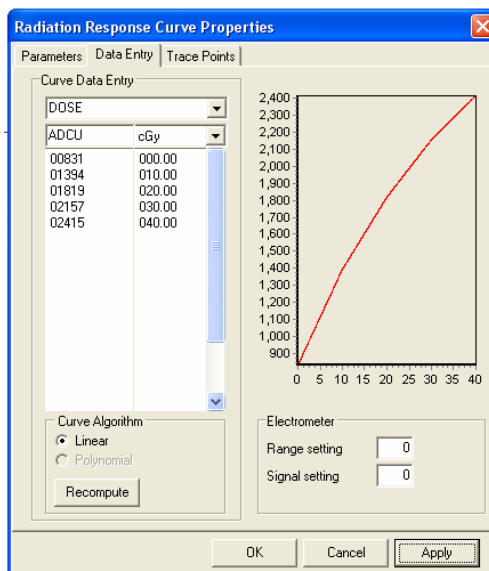 Radiation Response Curve Properties
Parameters Data Entry Trace Points
Curve Data Entry
DOSE
ADCU cGy
00831 000.00
01394 010.00
01819 020.00
02157 030.00
02415 040.00
2,400
2,300
2,200
2,100
2,000
1,900
1,800
1,700
1,600
1,500
1,400
1,300
1,200
1,100
1,000
900
0 5 10 15 20 25 30 35 40
Curve Algorithm
Linear
Polynomial
Recompute
Electrometer
Range setting 0
Signal setting 0
OK Cancel Apply